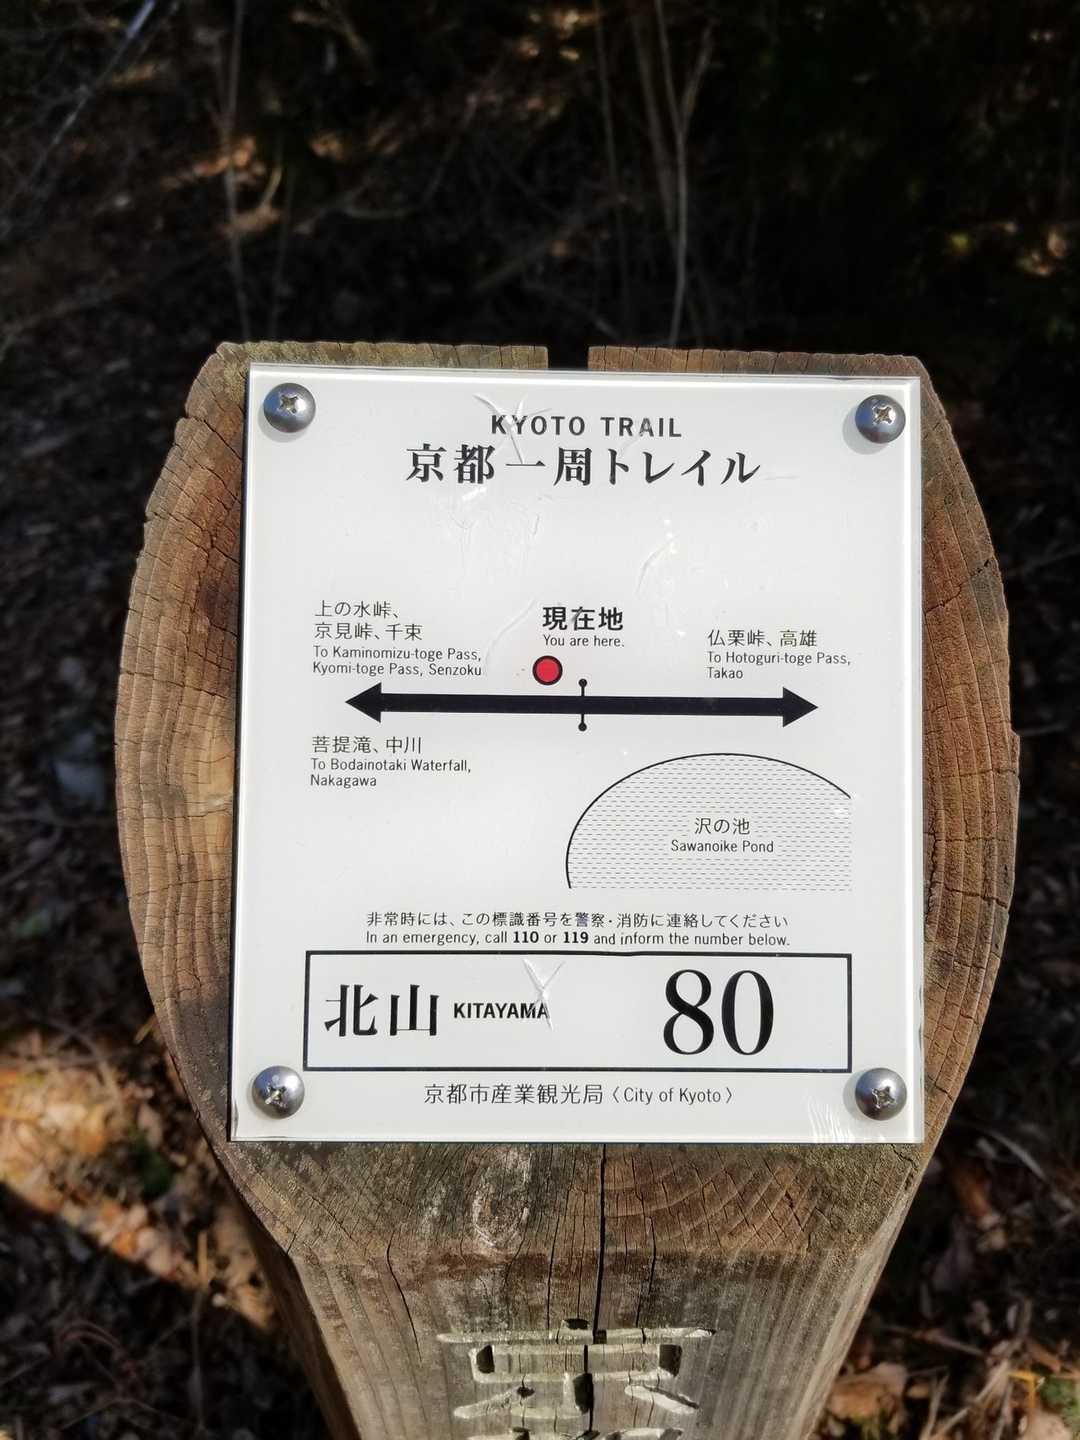 KYOTO TRAIL
京都一周トレイル
上の水峠、
京見峠、千束
To Kaminomizu-toge Pass,
Kyomi-toge Pass, Senzoku
現在地
You are here.
仏栗峠、高雄
To Hotoguri-toge Pass,
Takao
菩提滝、中川
To Bodainotaki Waterfall,
Nakagawa
沢の池
Sawanoike Pond
非常時には、この標識番号を警察・消防に連絡してください
In an emergency, call 110 or 119 and inform the number below.
北山 KITAYAMA 80
京都市産業観光局〈City of Kyoto〉
京